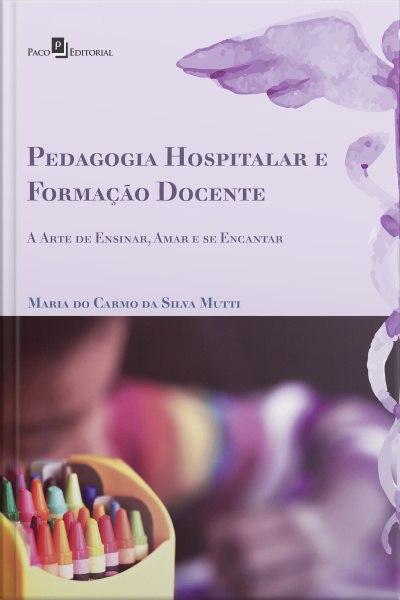 Paco Editorial
Pedagogia Hospitalar e
Formação Docente
A Arte de Ensinar, Amar e se Encantar
Maria do Carmo da Silva Mutti